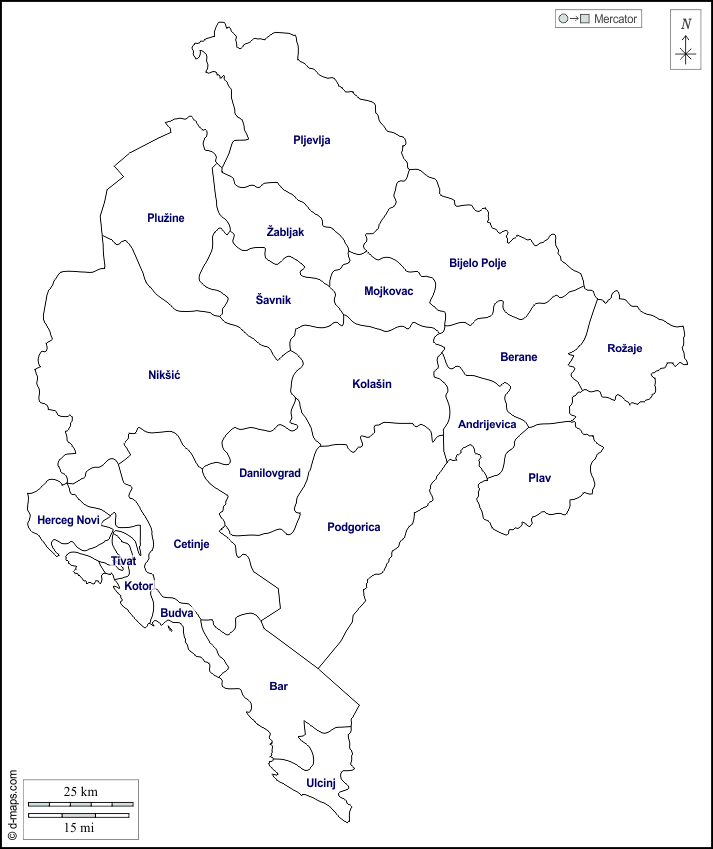 Mercator
N
Pljevlja
Plužine
Žabljak
Bijelo Polje
Šavnik
Mojkovac
Rožaje
Berane
Nikšić
Kolašin
Andrijevica
Danilovgrad
Plav
Herceg Novi
Podgorica
Cetinje
Tivat
Kotor
Budva
Bar
Ulcinj
25 km
15 mi
© d-maps.com